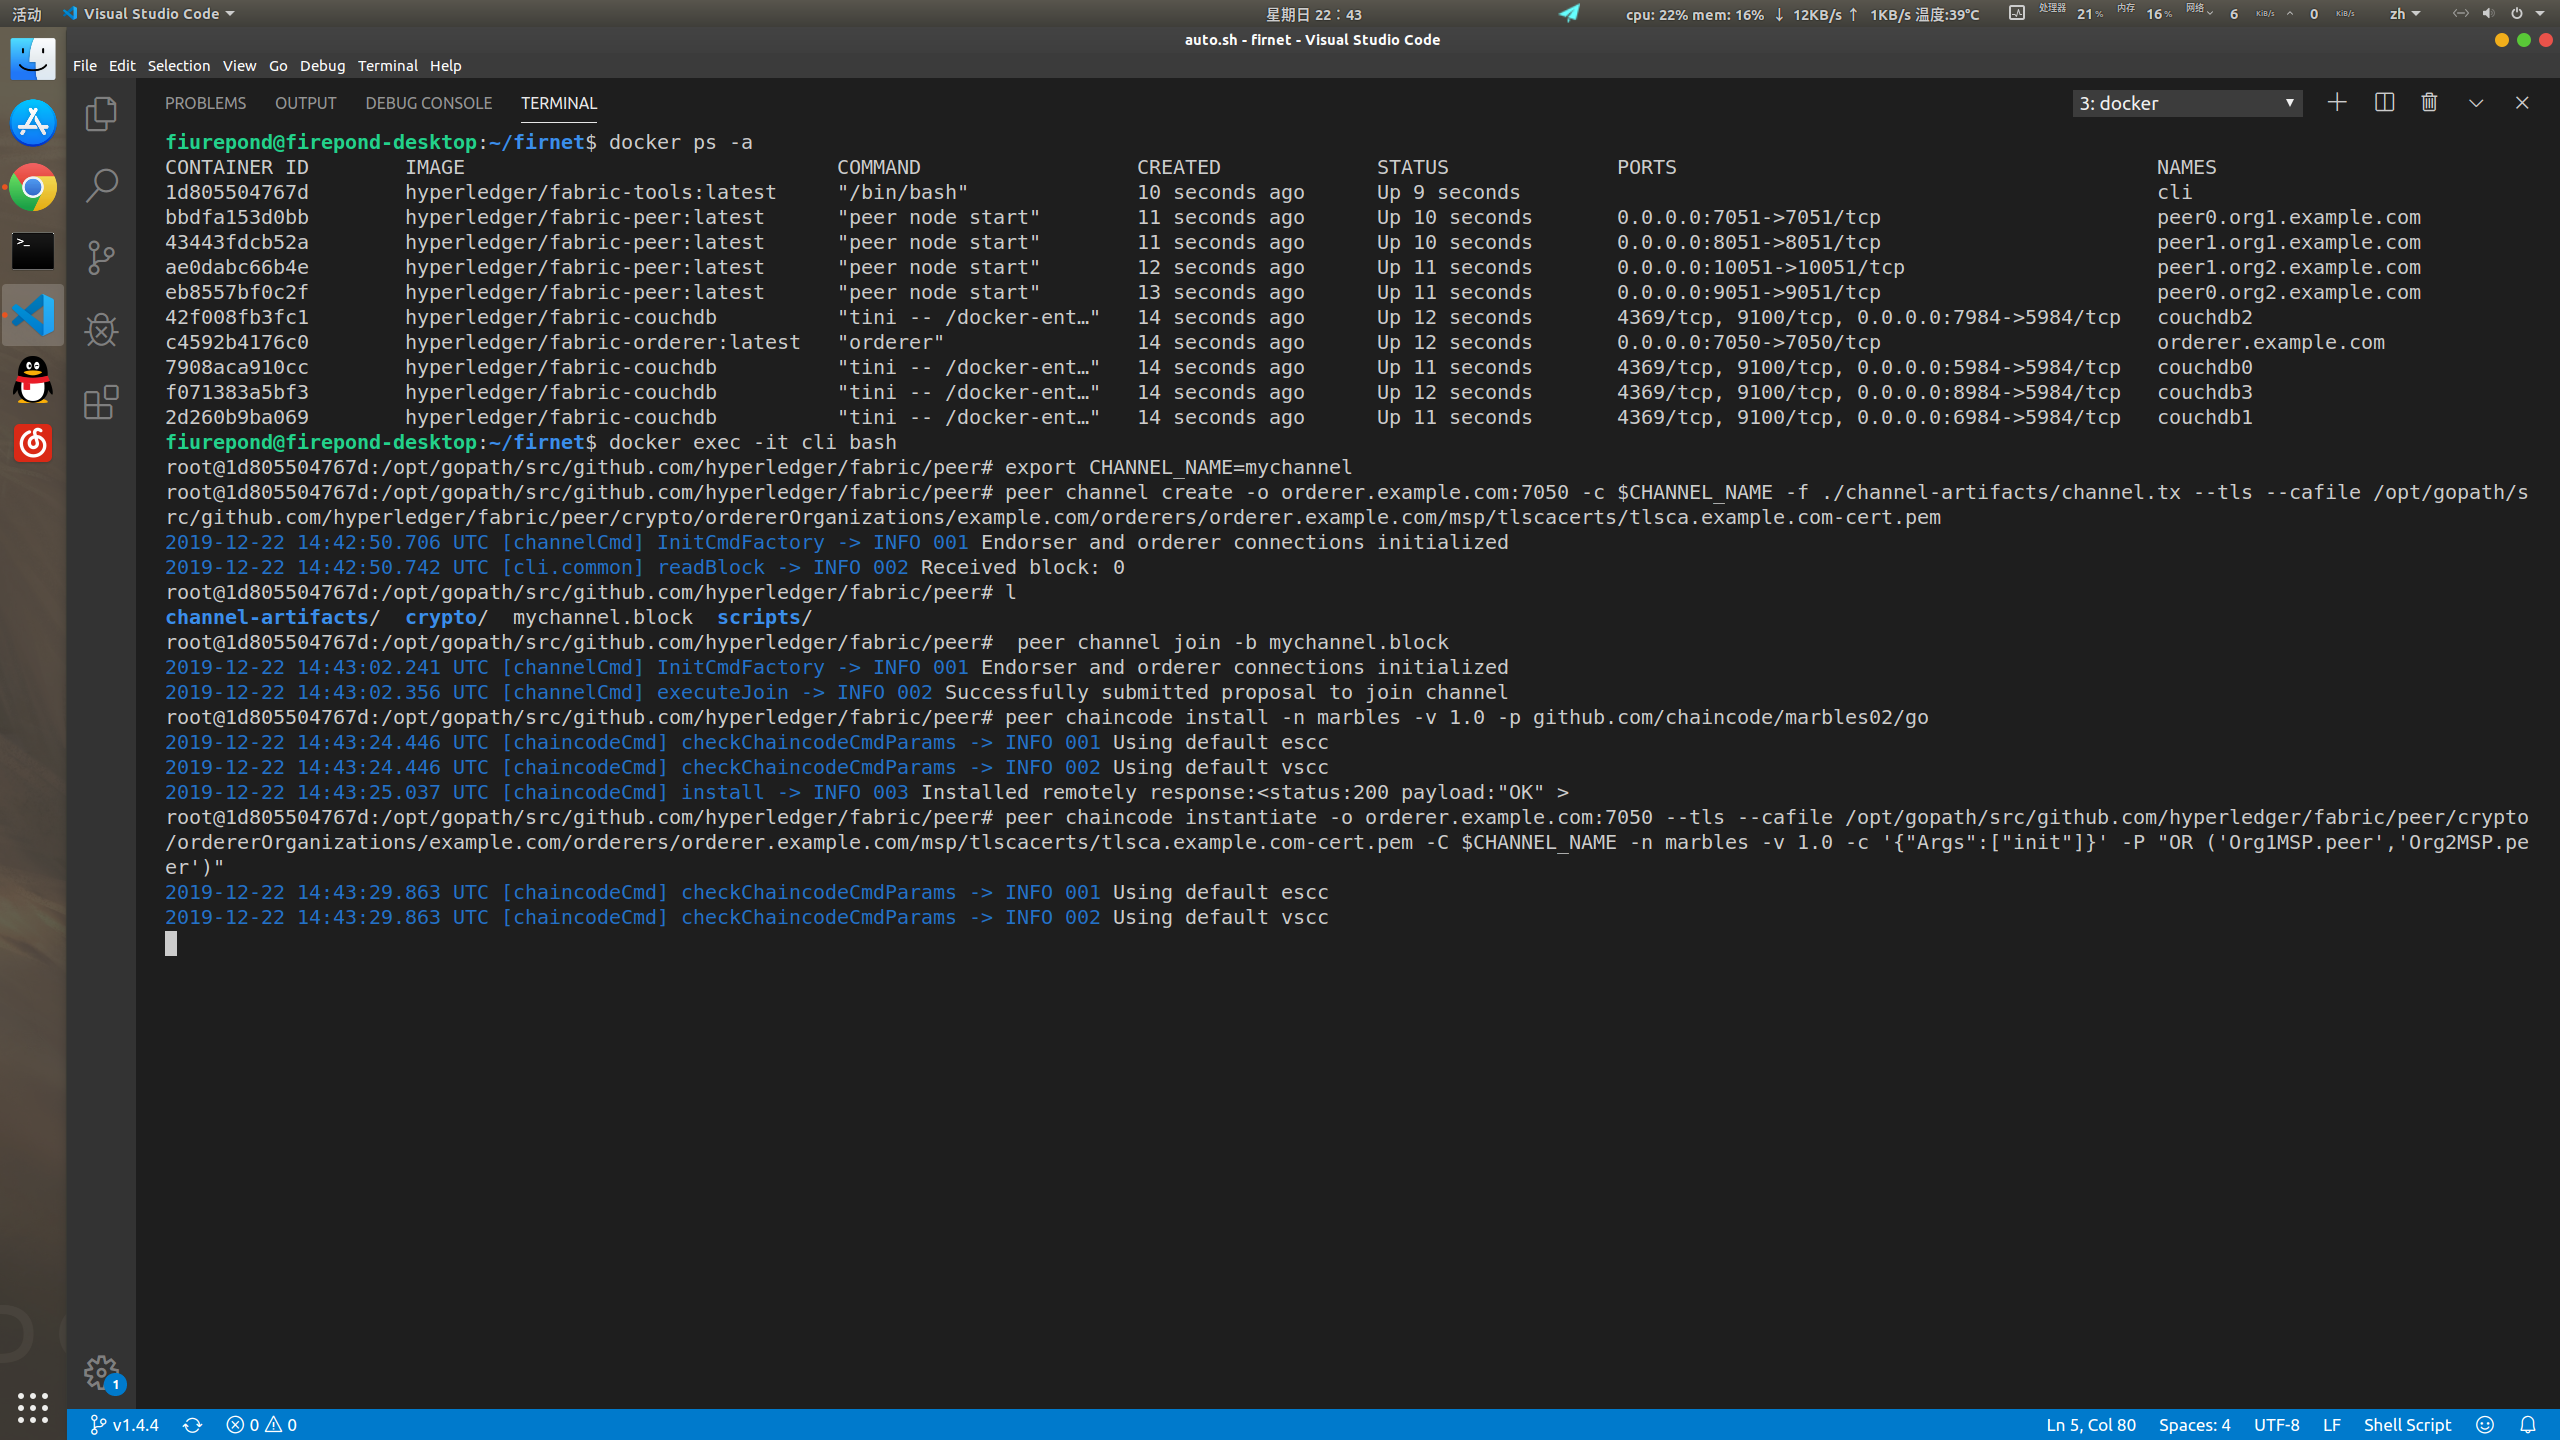 活动 Visual Studio Code 星期日 22：43 cpu: 22% mem: 16% ↓ 12KB/s ↑ 1KB/s 温度:39℃ 处理器 21% 内存 16% 网络 6 KiB/s 0 KiB/s zh
auto.sh - firnet - Visual Studio Code
File Edit Selection View Go Debug Terminal Help
PROBLEMS OUTPUT DEBUG CONSOLE TERMINAL 3: docker
fiurepond@firepond-desktop:~/firnet$ docker ps -a
CONTAINER ID        IMAGE                               COMMAND                  CREATED             STATUS              PORTS                                        NAMES
1d805504767d        hyperledger/fabric-tools:latest     "/bin/bash"              10 seconds ago      Up 9 seconds                                                     cli
bbdfa153d0bb        hyperledger/fabric-peer:latest      "peer node start"        11 seconds ago      Up 10 seconds       0.0.0.0:7051->7051/tcp                       peer0.org1.example.com
43443fdcb52a        hyperledger/fabric-peer:latest      "peer node start"        11 seconds ago      Up 10 seconds       0.0.0.0:8051->8051/tcp                       peer1.org1.example.com
ae0dabc66b4e        hyperledger/fabric-peer:latest      "peer node start"        12 seconds ago      Up 11 seconds       0.0.0.0:10051->10051/tcp                     peer1.org2.example.com
eb8557bf0c2f        hyperledger/fabric-peer:latest      "peer node start"        13 seconds ago      Up 11 seconds       0.0.0.0:9051->9051/tcp                       peer0.org2.example.com
42f008fb3fc1        hyperledger/fabric-couchdb          "tini -- /docker-ent…"   14 seconds ago      Up 12 seconds       4369/tcp, 9100/tcp, 0.0.0.0:7984->5984/tcp   couchdb2
c4592b4176c0        hyperledger/fabric-orderer:latest   "orderer"                14 seconds ago      Up 12 seconds       0.0.0.0:7050->7050/tcp                       orderer.example.com
7908aca910cc        hyperledger/fabric-couchdb          "tini -- /docker-ent…"   14 seconds ago      Up 11 seconds       4369/tcp, 9100/tcp, 0.0.0.0:5984->5984/tcp   couchdb0
f071383a5bf3        hyperledger/fabric-couchdb          "tini -- /docker-ent…"   14 seconds ago      Up 12 seconds       4369/tcp, 9100/tcp, 0.0.0.0:8984->5984/tcp   couchdb3
2d260b9ba069        hyperledger/fabric-couchdb          "tini -- /docker-ent…"   14 seconds ago      Up 11 seconds       4369/tcp, 9100/tcp, 0.0.0.0:6984->5984/tcp   couchdb1
fiurepond@firepond-desktop:~/firnet$ docker exec -it cli bash
root@1d805504767d:/opt/gopath/src/github.com/hyperledger/fabric/peer# export CHANNEL_NAME=mychannel
root@1d805504767d:/opt/gopath/src/github.com/hyperledger/fabric/peer# peer channel create -o orderer.example.com:7050 -c $CHANNEL_NAME -f ./channel-artifacts/channel.tx --tls --cafile /opt/gopath/s
rc/github.com/hyperledger/fabric/peer/crypto/ordererOrganizations/example.com/orderers/orderer.example.com/msp/tlscacerts/tlsca.example.com-cert.pem
2019-12-22 14:42:50.706 UTC [channelCmd] InitCmdFactory -> INFO 001 Endorser and orderer connections initialized
2019-12-22 14:42:50.742 UTC [cli.common] readBlock -> INFO 002 Received block: 0
root@1d805504767d:/opt/gopath/src/github.com/hyperledger/fabric/peer# l
channel-artifacts/  crypto/  mychannel.block  scripts/
root@1d805504767d:/opt/gopath/src/github.com/hyperledger/fabric/peer#  peer channel join -b mychannel.block
2019-12-22 14:43:02.241 UTC [channelCmd] InitCmdFactory -> INFO 001 Endorser and orderer connections initialized
2019-12-22 14:43:02.356 UTC [channelCmd] executeJoin -> INFO 002 Successfully submitted proposal to join channel
root@1d805504767d:/opt/gopath/src/github.com/hyperledger/fabric/peer# peer chaincode install -n marbles -v 1.0 -p github.com/chaincode/marbles02/go
2019-12-22 14:43:24.446 UTC [chaincodeCmd] checkChaincodeCmdParams -> INFO 001 Using default escc
2019-12-22 14:43:24.446 UTC [chaincodeCmd] checkChaincodeCmdParams -> INFO 002 Using default vscc
2019-12-22 14:43:25.037 UTC [chaincodeCmd] install -> INFO 003 Installed remotely response:<status:200 payload:"OK" >
root@1d805504767d:/opt/gopath/src/github.com/hyperledger/fabric/peer# peer chaincode instantiate -o orderer.example.com:7050 --tls --cafile /opt/gopath/src/github.com/hyperledger/fabric/peer/crypto
/ordererOrganizations/example.com/orderers/orderer.example.com/msp/tlscacerts/tlsca.example.com-cert.pem -C $CHANNEL_NAME -n marbles -v 1.0 -c '{"Args":["init"]}' -P "OR ('Org1MSP.peer','Org2MSP.pe
er')"
2019-12-22 14:43:29.863 UTC [chaincodeCmd] checkChaincodeCmdParams -> INFO 001 Using default escc
2019-12-22 14:43:29.863 UTC [chaincodeCmd] checkChaincodeCmdParams -> INFO 002 Using default vscc
1
v1.4.4 0 0 Ln 5, Col 80 Spaces: 4 UTF-8 LF Shell Script